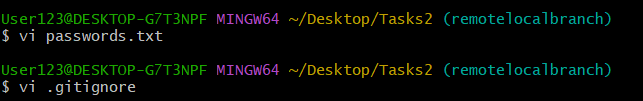 User123@DESKTOP-G7T3NPF MINGW64 ~/Desktop/Tasks2 (remotelocalbranch)
$ vi passwords.txt
User123@DESKTOP-G7T3NPF MINGW64 ~/Desktop/Tasks2 (remotelocalbranch)
$ vi .gitignore